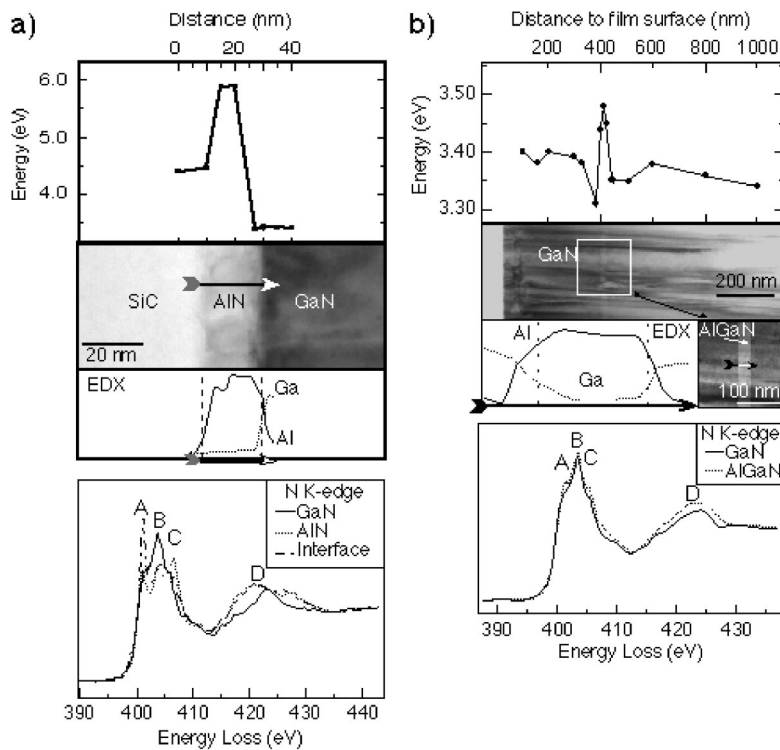 a)
Distance (nm)
0 20 40
6.0
5.0
4.0
Energy (eV)
SiC
AlN
GaN
20 nm
EDX
Ga
Al
N K-edge
GaN
AlN
Interface
A
B
C
D
390 400 410 420 430 440
Energy Loss (eV)
b)
Distance to film surface (nm)
200 400 600 800 1000
3.50
3.40
3.30
Energy (eV)
GaN
200 nm
Al
EDX
Ga
AlGaN
100 nm
N K-edge
GaN
AlGaN
A
B
C
D
390 400 410 420 430
Energy Loss (eV)